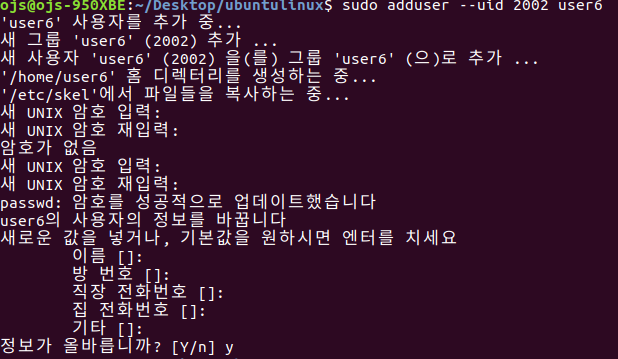 ojs@ojs-950XBE:~/Desktop/ubuntulinux$ sudo adduser --uid 2002 user6
'user6' 사용자를 추가 중...
새 그룹 'user6' (2002) 추가 ...
새 사용자 'user6' (2002) 을(를) 그룹 'user6' (으)로 추가 ...
'/home/user6' 홈 디렉터리를 생성하는 중...
'/etc/skel'에서 파일들을 복사하는 중...
새 UNIX 암호 입력:
새 UNIX 암호 재입력:
암호가 없음
새 UNIX 암호 입력:
새 UNIX 암호 재입력:
passwd: 암호를 성공적으로 업데이트했습니다
user6의 사용자의 정보를 바꿉니다
새로운 값을 넣거나, 기본값을 원하시면 엔터를 치세요
이름 []:
방 번호 []:
직장 전화번호 []:
집 전화번호 []:
기타 []:
정보가 올바릅니까? [Y/n] y